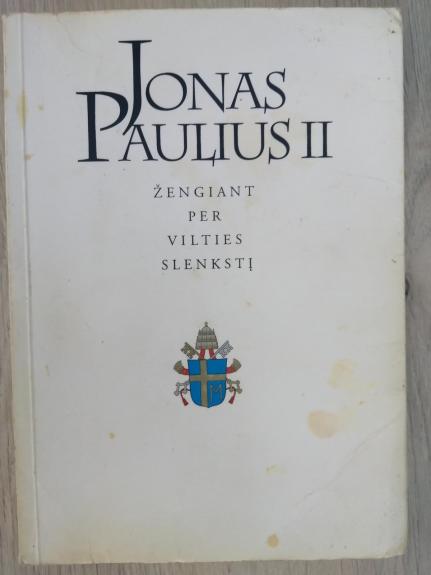 JONAS
PAULIUS II
ŽENGIANT
PER
VILTIES
SLENKSTĮ
M